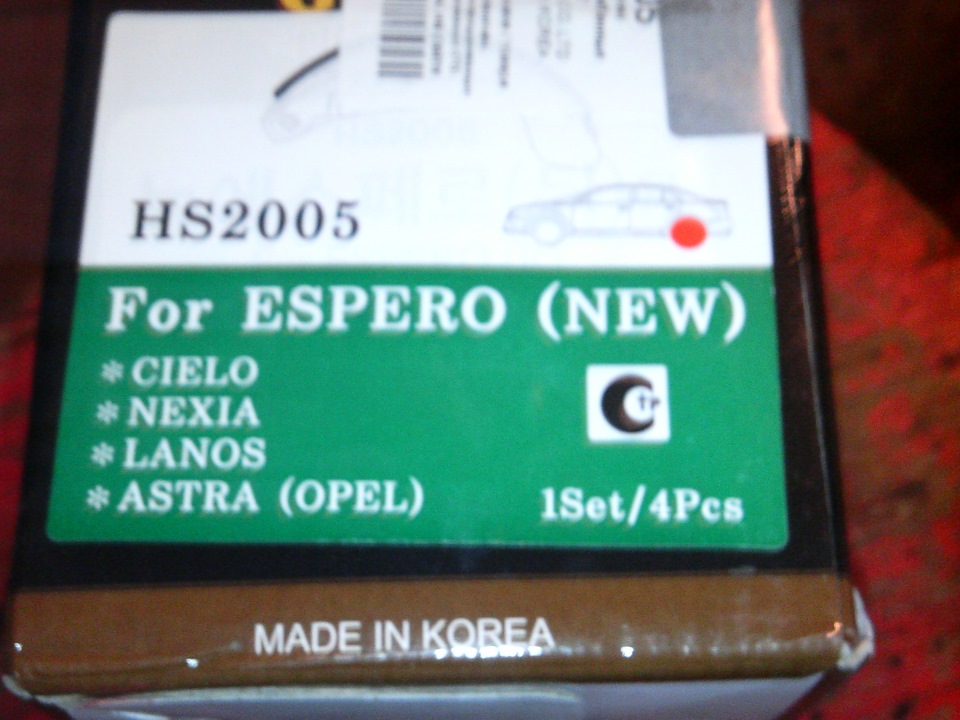 HS2005
For ESPERO (NEW)
* CIELO
* NEXIA
* LANOS
* ASTRA (OPEL)
1Set/4Pcs
MADE IN KOREA